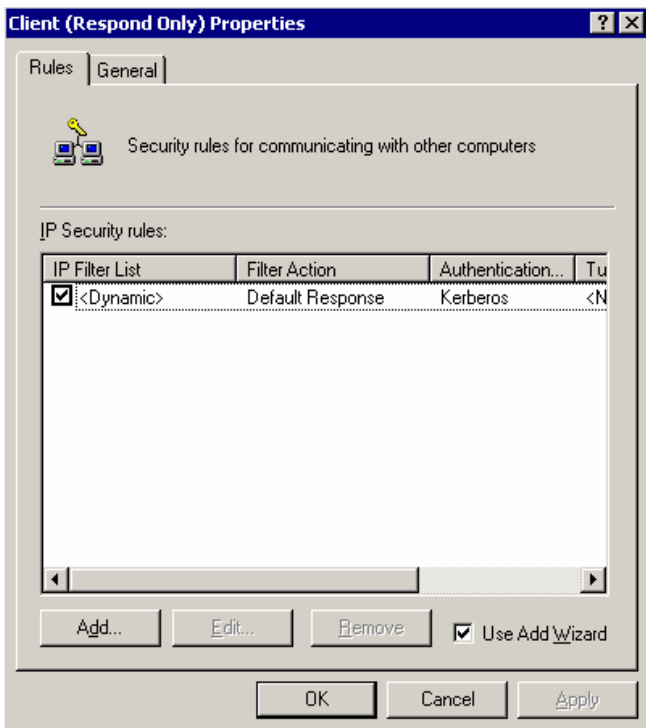 Client (Respond Only) Properties
Rules General
Security rules for communicating with other computers
IP Security rules:
IP Filter List Filter Action Authentication... Tu
<Dynamic> Default Response Kerberos <N
Add... Edit... Remove Use Add Wizard
OK Cancel Apply